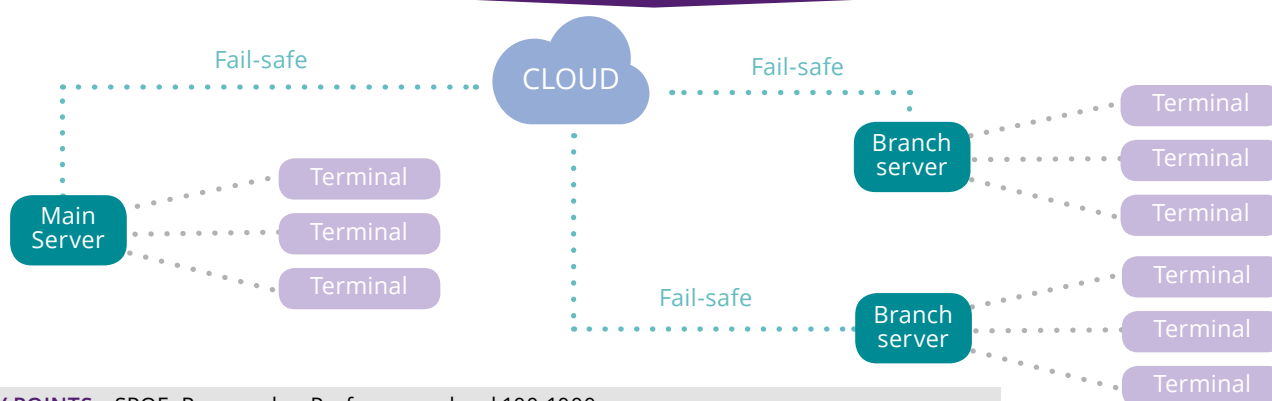 Fail-safe
CLOUD
Fail-safe
Terminal
Branch
server
Terminal
Terminal
Terminal
Main
Server
Terminal
Terminal
Fail-safe
Terminal
Branch
server
Terminal
Terminal
POINTS